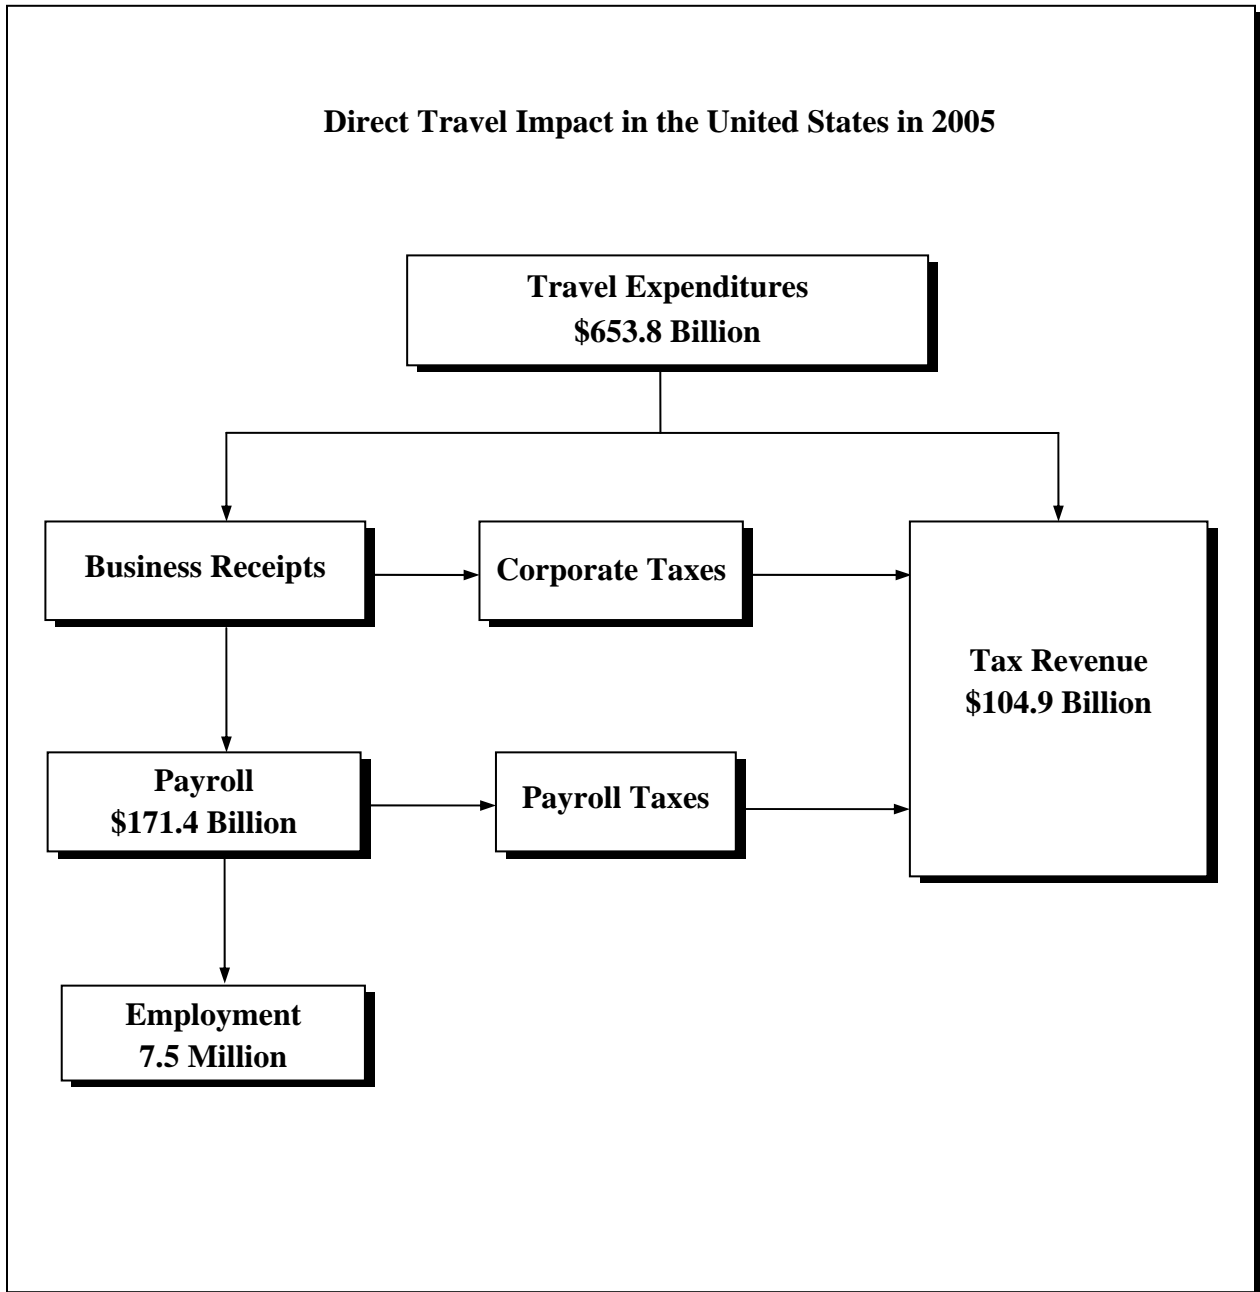 Direct Travel Impact in the United States in 2005
Travel Expenditures
$653.8 Billion
Business Receipts
Corporate Taxes
Tax Revenue
$104.9 Billion
Payroll
$171.4 Billion
Payroll Taxes
Employment
7.5 Million